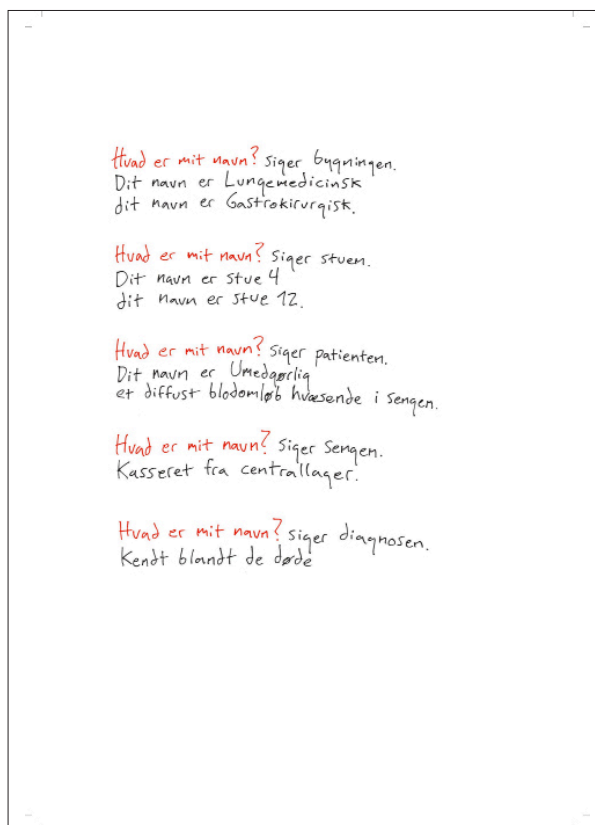 Hvad er mit navn? siger bygningen.
Dit navn er Lungemedicinsk
dit navn er Gastrokirurgisk.
Hvad er mit navn? siger stuen.
Dit navn er stue 4
dit navn er stue 12.
Hvad er mit navn? siger patienten.
Dit navn er Umedgørlig
et diffust blodomløb hvæsende i sengen.
Hvad er mit navn? siger sengen.
Kasseret fra centrallager.
Hvad er mit navn? siger diagnosen.
Kendt blandt de døde